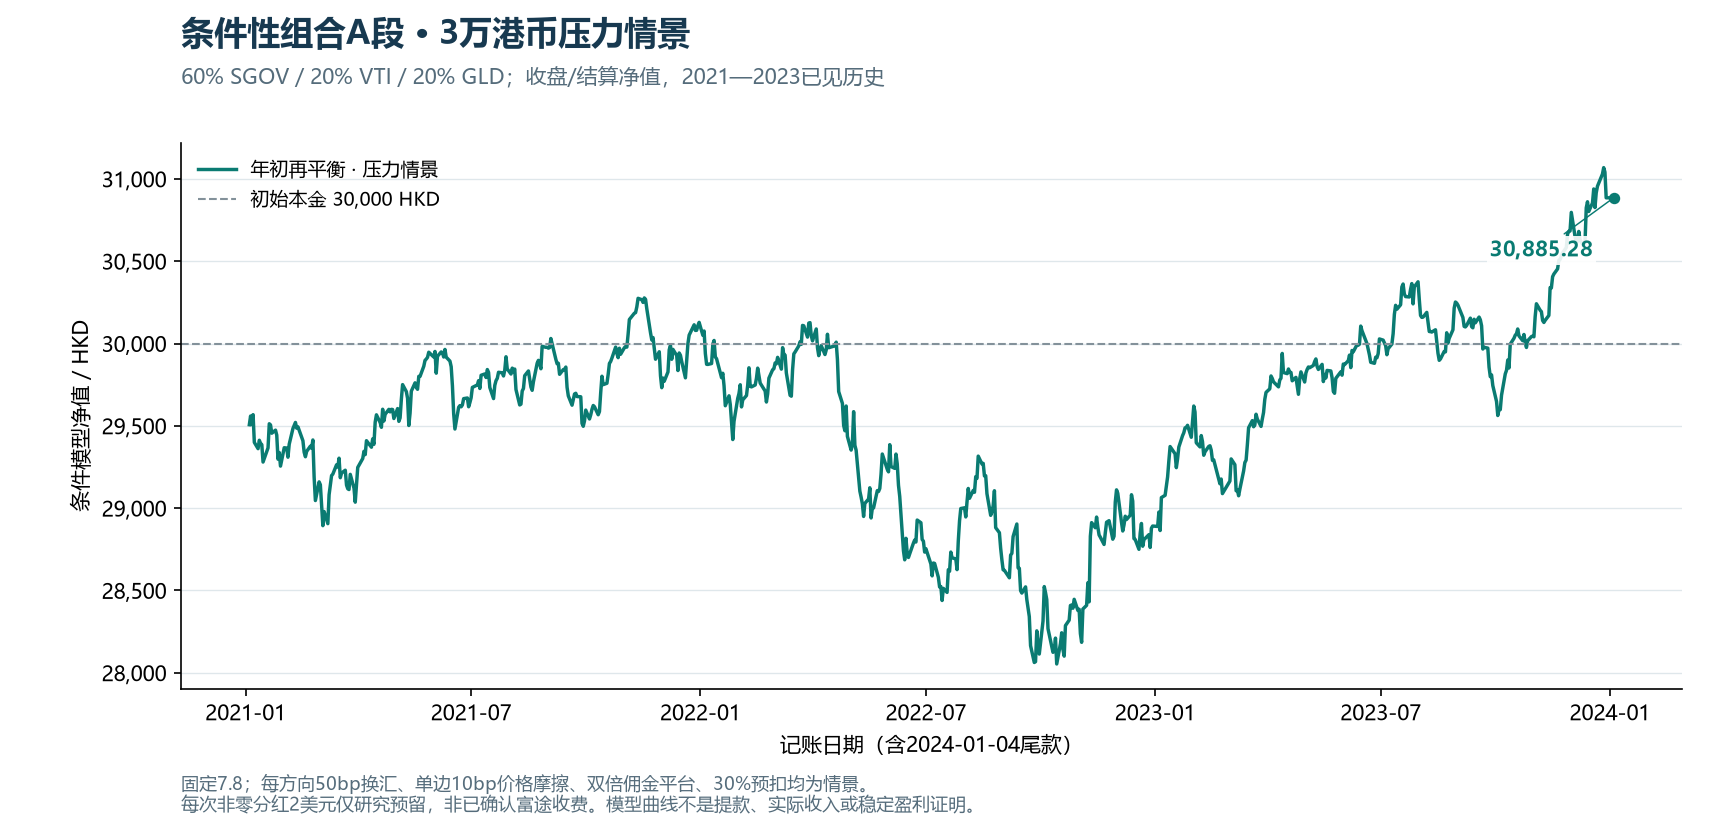 条件性组合A段 • 3万港币压力情景
60% SGOV / 20% VTI / 20% GLD；收盘/结算净值，2021—2023已见历史
年初再平衡 · 压力情景
初始本金 30,000 HKD
31,000
30,500
30,000
29,500
29,000
28,500
28,000
条件模型净值 / HKD
30,885.28
2021-01
2021-07
2022-01
2022-07
2023-01
2023-07
2024-01
记账日期（含2024-01-04尾款）
固定7.8；每方向50bp换汇、单边10bp价格摩擦、双倍佣金平台、30%预扣均为情景。
每次非零分红2美元仅研究预留，非已确认富途收费。模型曲线不是提款、实际收入或稳定盈利证明。